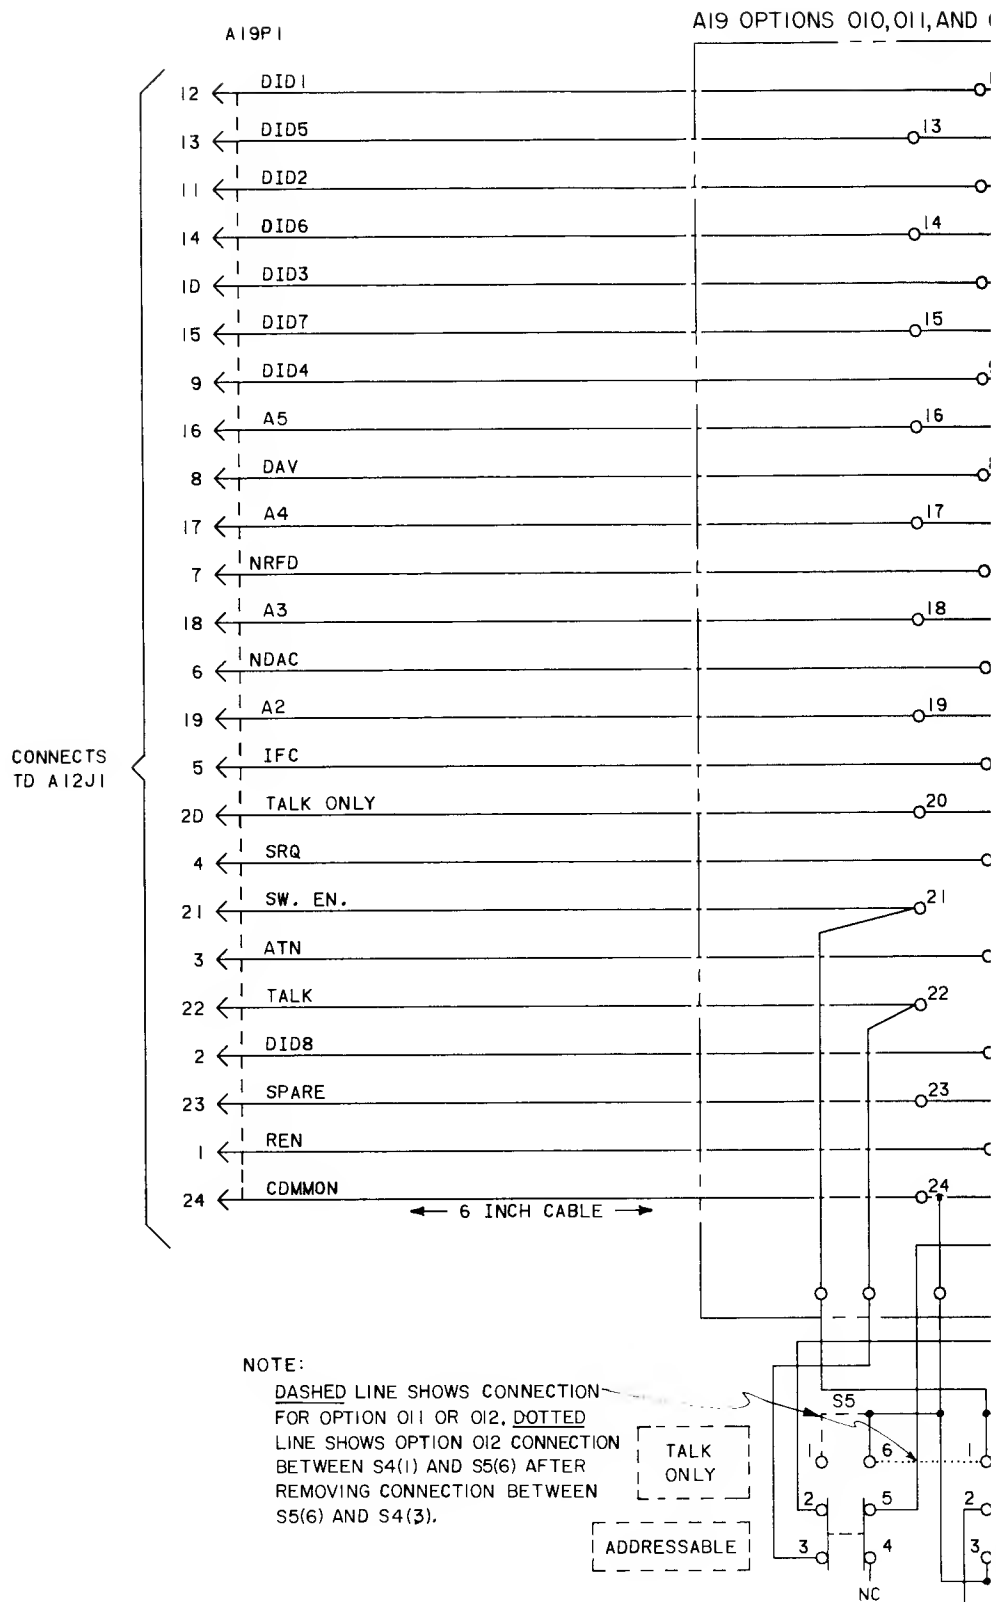 A19P1
A19 OPTIONS 010, 011, AND
12 DID1
13 DID5 13
11 DID2
14 DID6 14
1D DID3
15 DID7 15
9 DID4
16 A5 16
8 DAV
17 A4 17
7 NRFD
18 A3 18
6 NDAC
19 A2 19
CONNECTS
TD A12J1
5 IFC
2D TALK ONLY 20
4 SRQ
21 SW. EN. 21
3 ATN
22 TALK 22
2 DID8
23 SPARE 23
1 REN
24 CDMMON 24
6 INCH CABLE
NOTE:
DASHED LINE SHOWS CONNECTION
FOR OPTION 011 OR 012. DOTTED
LINE SHOWS OPTION 012 CONNECTION
BETWEEN S4(1) AND S5(6) AFTER
REMOVING CONNECTION BETWEEN
S5(6) AND S4(3).
TALK
ONLY
ADDRESSABLE
S5
1 6 1
2 5 2
3 4 3
NC